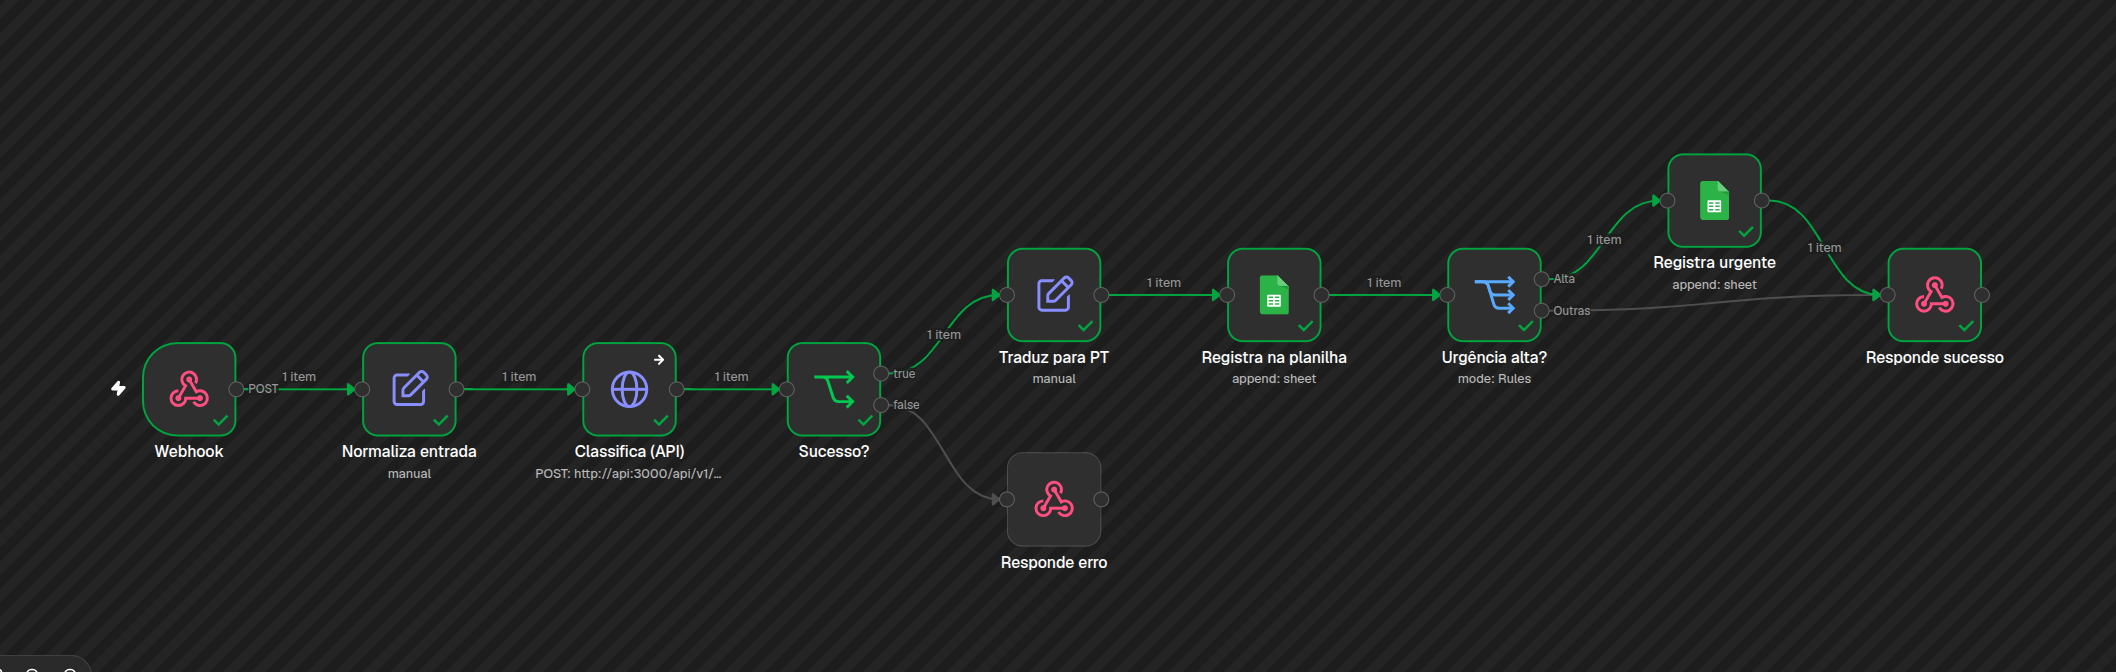 POST
1 item
1 item
1 item
Webhook
Normaliza entrada
manual
Classifica (API)
POST: http://api:3000/api/v1/...
Sucesso?
true
false
1 item
Traduz para PT
manual
1 item
Registra na planilha
append: sheet
1 item
Urgência alta?
mode: Rules
Alta
Outras
1 item
Registra urgente
append: sheet
1 item
Responde sucesso
Responde erro